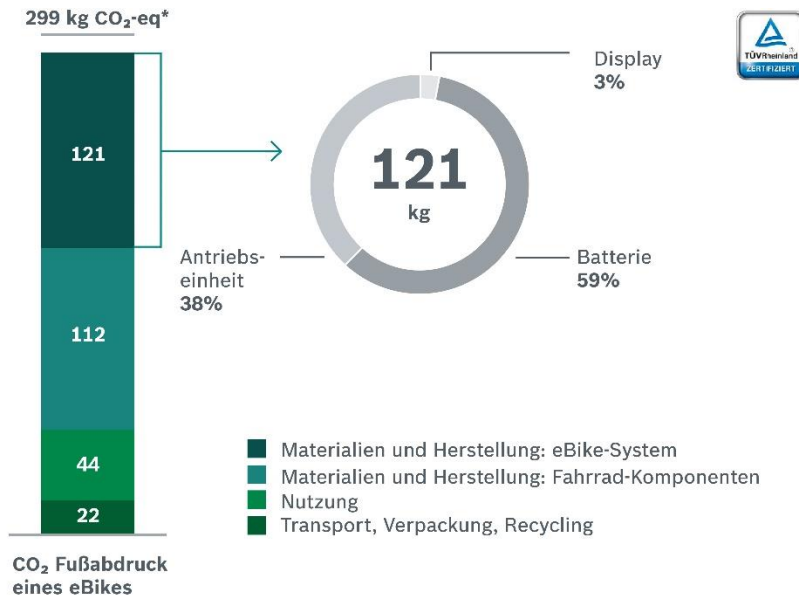 299 kg CO₂-eq*
121
112
44
22
CO₂ Fußabdruck
eines eBikes
Display
3%
121
kg
Antriebs-
einheit
38%
Batterie
59%
Materialien und Herstellung: eBike-System
Materialien und Herstellung: Fahrrad-Komponenten
Nutzung
Transport, Verpackung, Recycling
TÜVRheinland
ZERTIFIZIERT